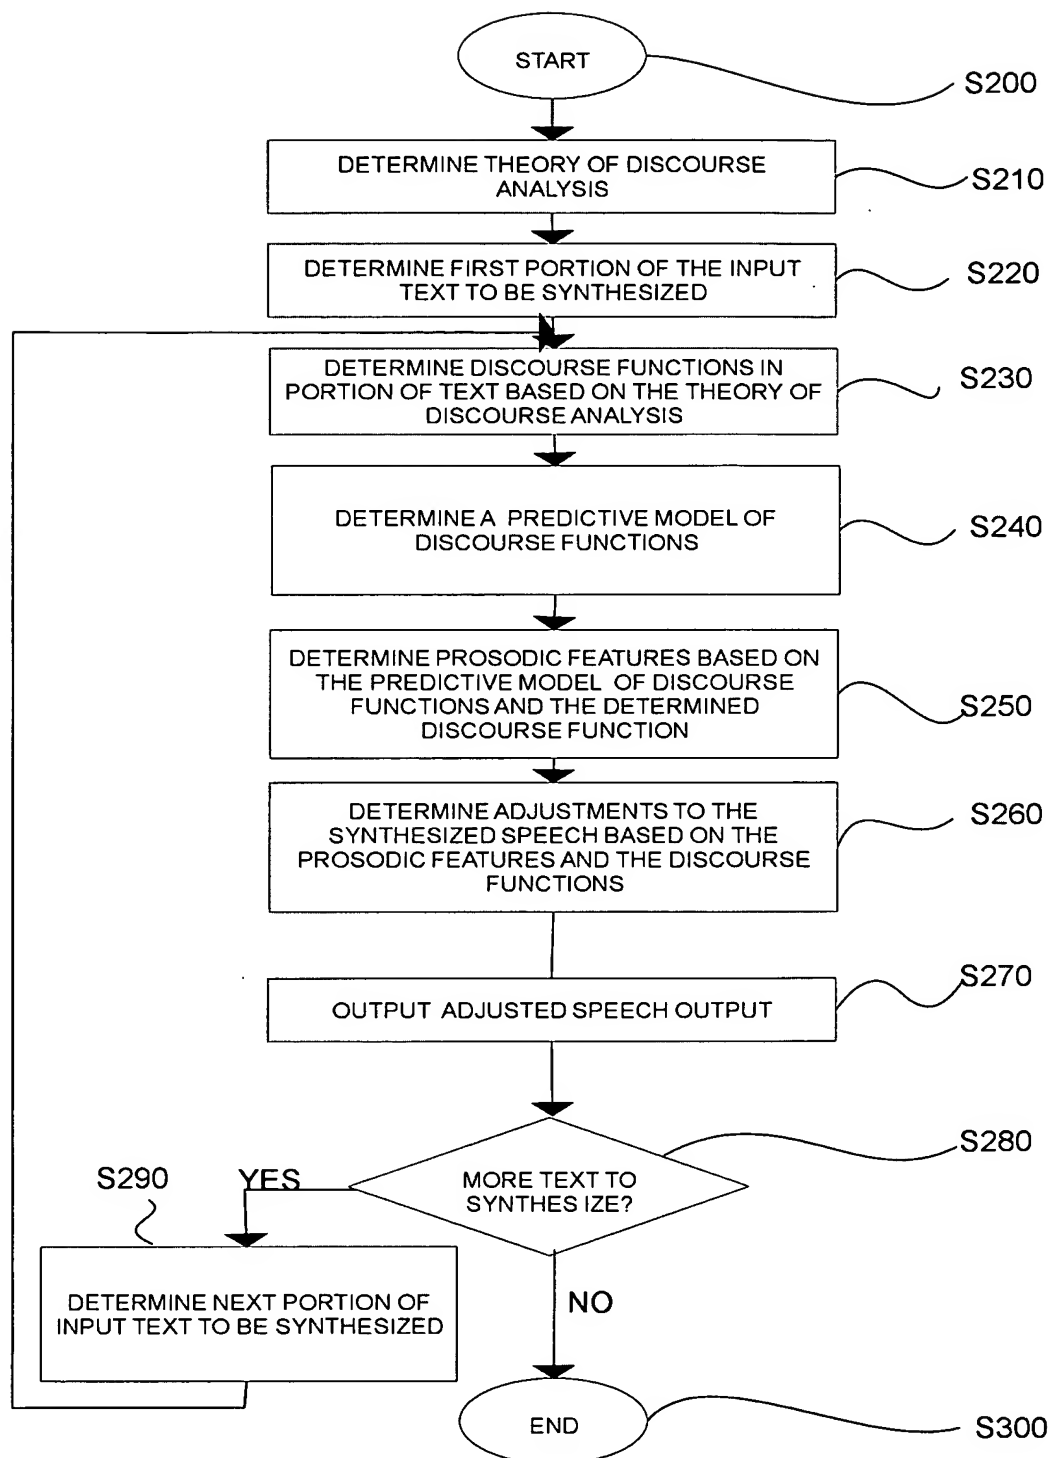 START
S200
DETERMINE THEORY OF DISCOURSE
ANALYSIS
S210
DETERMINE FIRST PORTION OF THE INPUT
TEXT TO BE SYNTHESIZED
S220
DETERMINE DISCOURSE FUNCTIONS IN
PORTION OF TEXT BASED ON THE THEORY OF
DISCOURSE ANALYSIS
S230
DETERMINE A PREDICTIVE MODEL OF
DISCOURSE FUNCTIONS
S240
DETERMINE PROSODIC FEATURES BASED ON
THE PREDICTIVE MODEL OF DISCOURSE
FUNCTIONS AND THE DETERMINED
DISCOURSE FUNCTION
S250
DETERMINE ADJUSTMENTS TO THE
SYNTHESIZED SPEECH BASED ON THE
PROSODIC FEATURES AND THE DISCOURSE
FUNCTIONS
S260
OUTPUT ADJUSTED SPEECH OUTPUT
S270
MORE TEXT TO
SYNTHES IZE?
S280
YES
S290
DETERMINE NEXT PORTION OF
INPUT TEXT TO BE SYNTHESIZED
NO
END
S300